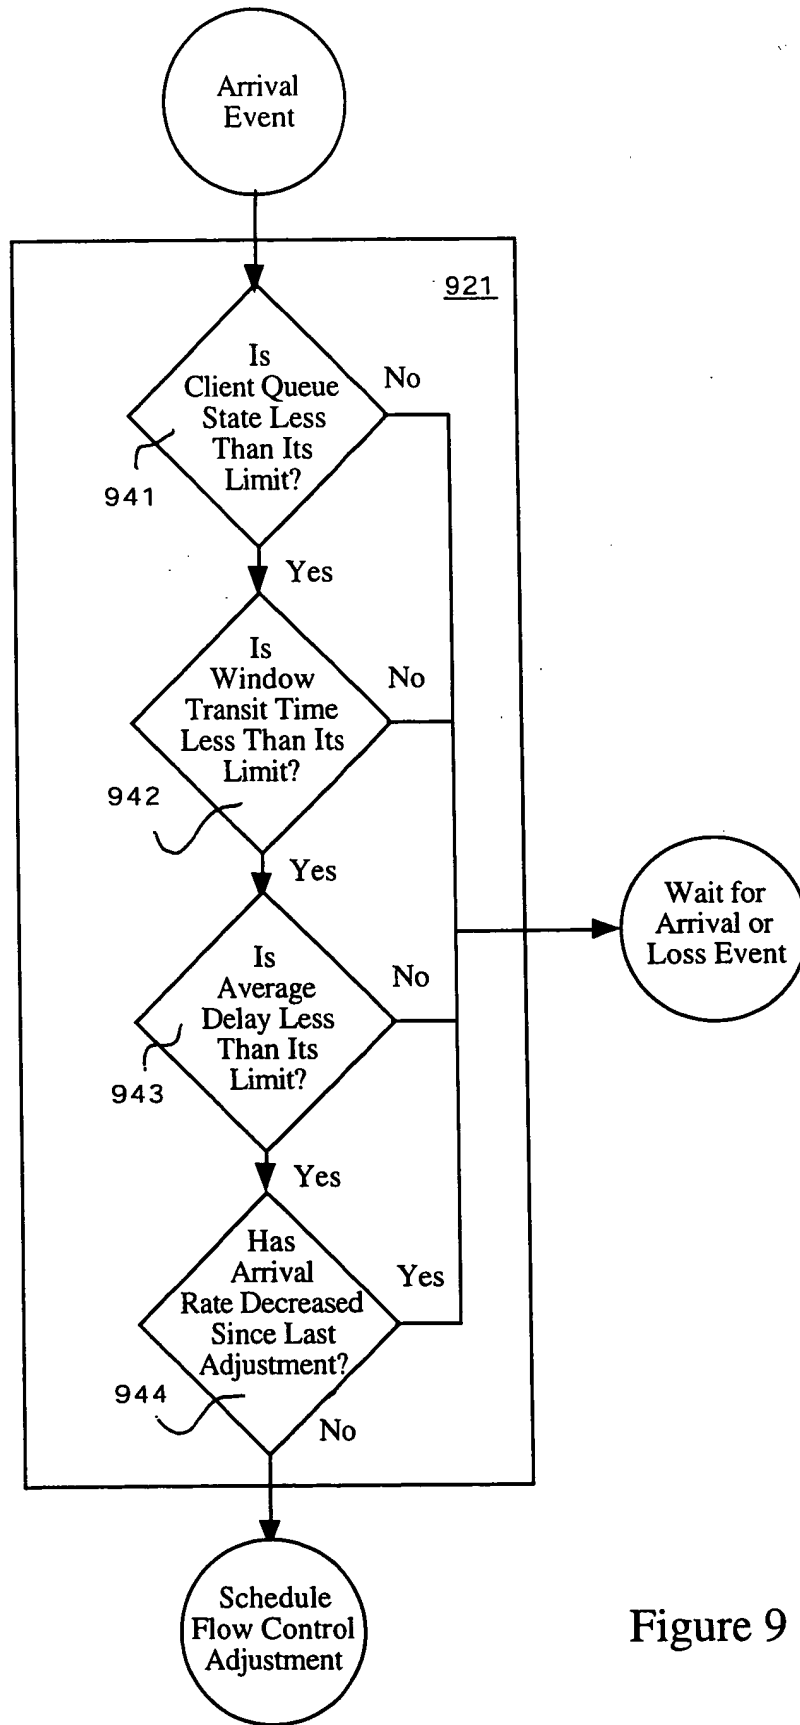 Arrival
Event
921
Is
Client Queue
State Less
Than Its
Limit?
No
941
Yes
Is
Window
Transit Time
Less Than Its
Limit?
No
942
Yes
Is
Average
Delay Less
Than Its
Limit?
No
943
Wait for
Arrival or
Loss Event
Yes
Has
Arrival
Rate Decreased
Since Last
Adjustment?
Yes
944
No
Schedule
Flow Control
Adjustment
Figure 9